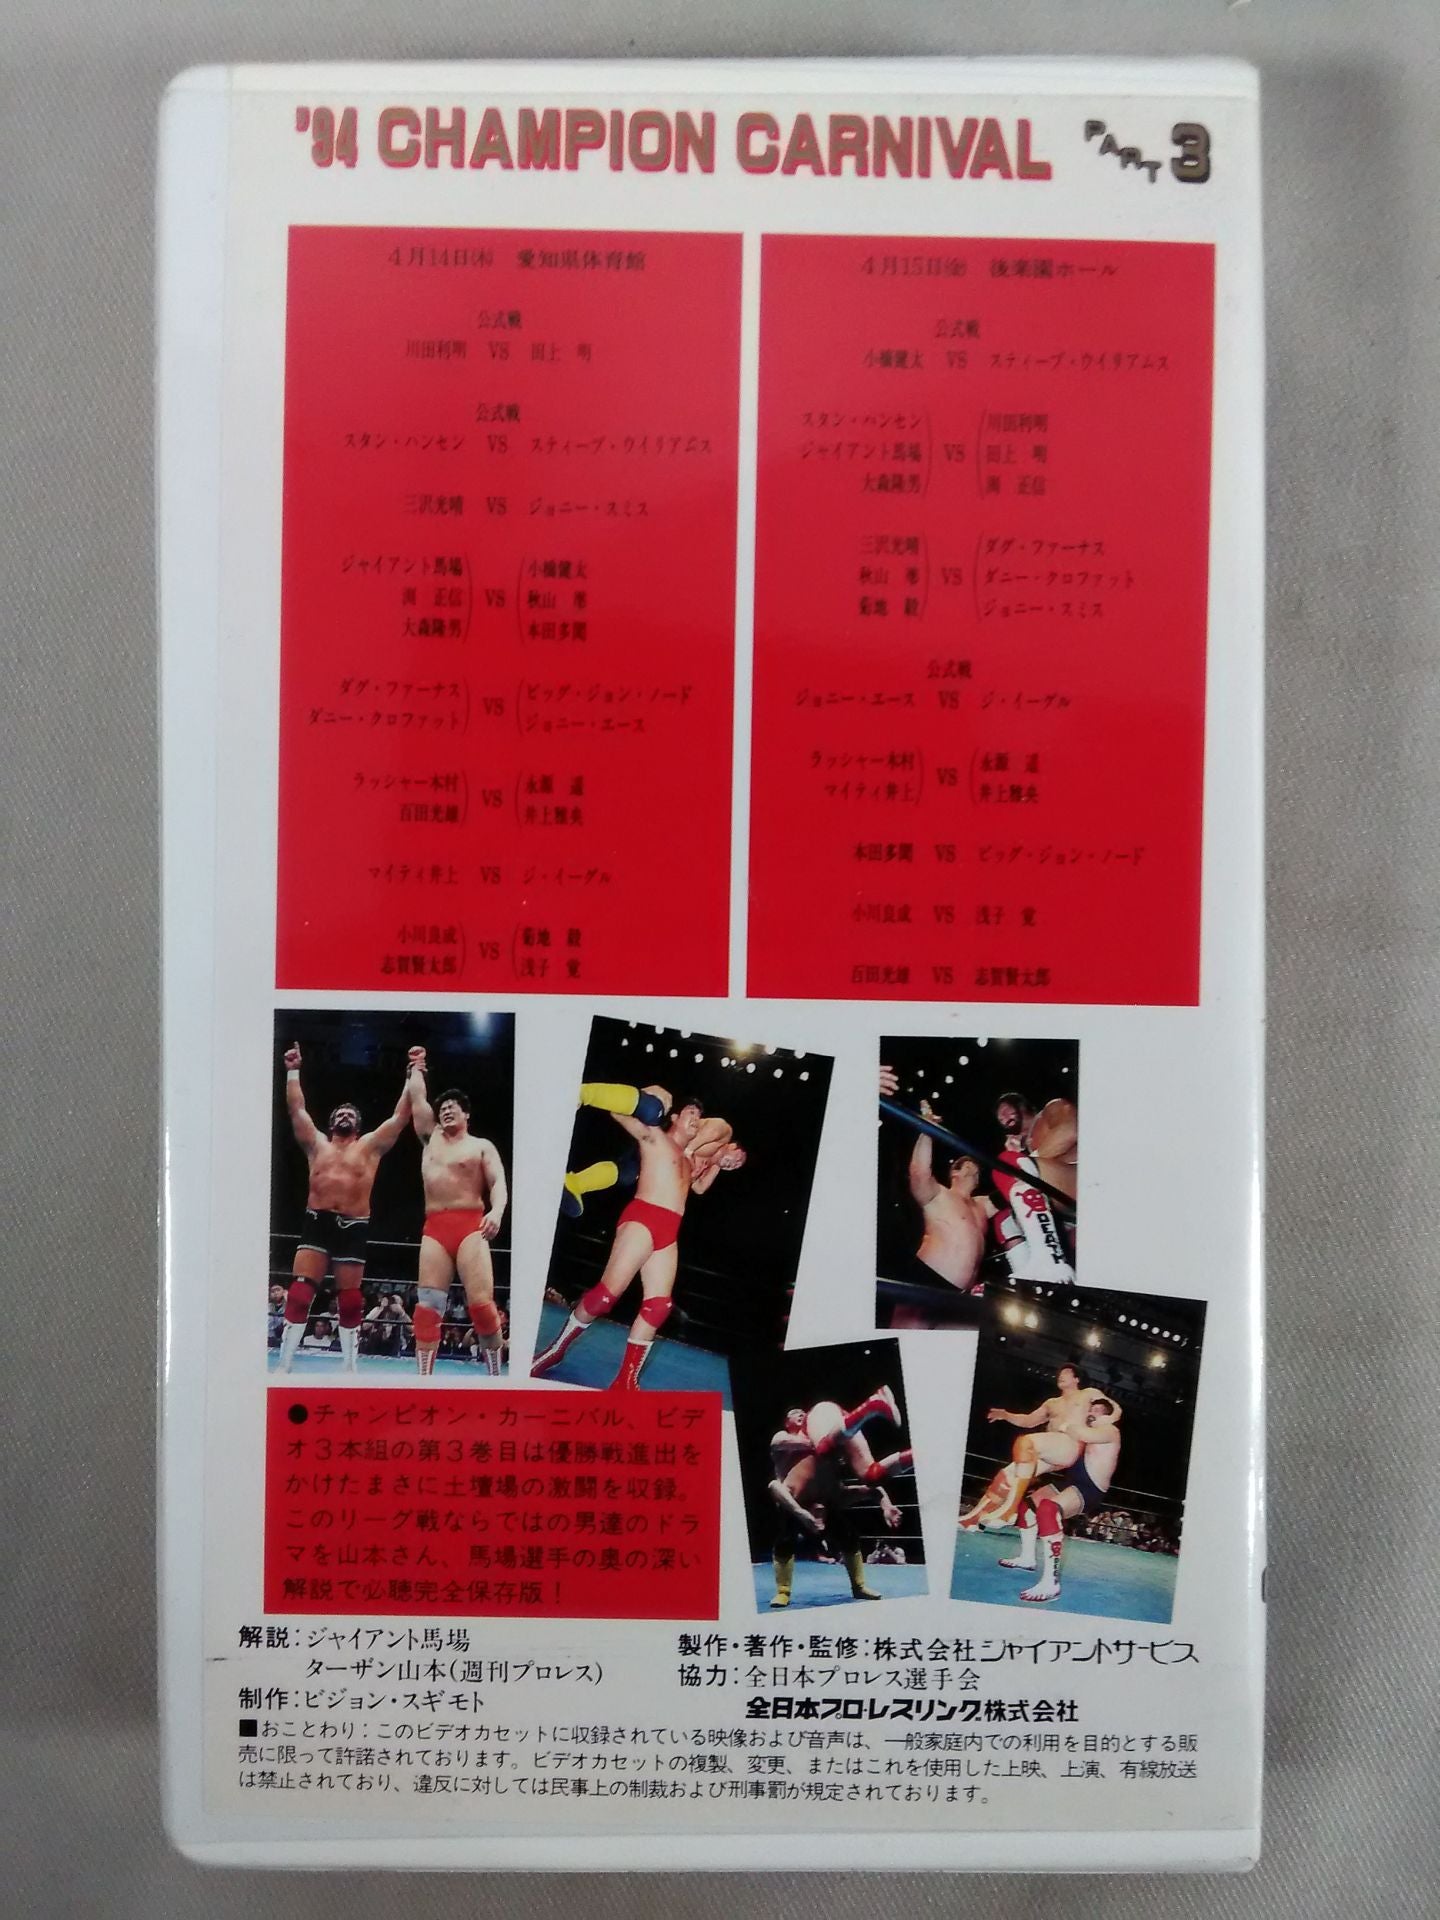 '94 CHAMPION CARNIVAL PART 3
4月14日(木) 愛知県体育館
公式戦
川田利明 VS 田上 明
公式戦
スタン・ハンセン VS スティーブ・ウイリアムス
三沢光晴 VS ジョニー・スミス
ジャイアント馬場 小橋健太
渕 正信 VS 秋山 準
大森隆男 本田多聞
ダグ・ファーナス ビッグ・ジョン・ノード
ダニー・クロファット VS ジョニー・エース
ラッシャー木村 永源 遥
百田光雄 VS 井上雅央
マイティ井上 VS ジ・イーグル
小川良成 菊地 毅
志賀賢太郎 VS 浅子 覚
4月15日(金) 後楽園ホール
公式戦
小橋健太 VS スティーブ・ウイリアムス
スタン・ハンセン 川田利明
ジャイアント馬場 VS 田上 明
大森隆男 渕 正信
三沢光晴 ダグ・ファーナス
秋山 準 VS ダニー・クロファット
菊地 毅 ジョニー・スミス
公式戦
ジョニー・エース VS ジ・イーグル
ラッシャー木村 永源 遥
マイティ井上 VS 井上雅央
本田多聞 VS ビッグ・ジョン・ノード
小川良成 VS 浅子 覚
百田光雄 VS 志賀賢太郎
DEATH
●チャンピオン・カーニバル、ビデ
オ3本組の第3巻目は優勝戦進出を
かけたまさに土壇場の激闘を収録。
このリーグ戦ならではの男達のドラ
マを山本さん、馬場選手の奥の深い
解説で必聴完全保存版!
解説:ジャイアント馬場
ターザン山本(週刊プロレス)
制作:ビジョン・スギモト
製作・著作・監修:株式会社ジャイアントサービス
協力:全日本プロレス選手会
全日本プロ・レスリング株式会社
■おことわり:このビデオカセットに収録されている映像および音声は、一般家庭内での利用を目的とする販
売に限って許諾されております。ビデオカセットの複製、変更、またはこれを使用した上映、上演、有線放送
は禁止されており、違反に対しては民事上の制裁および刑事罰が規定されております。